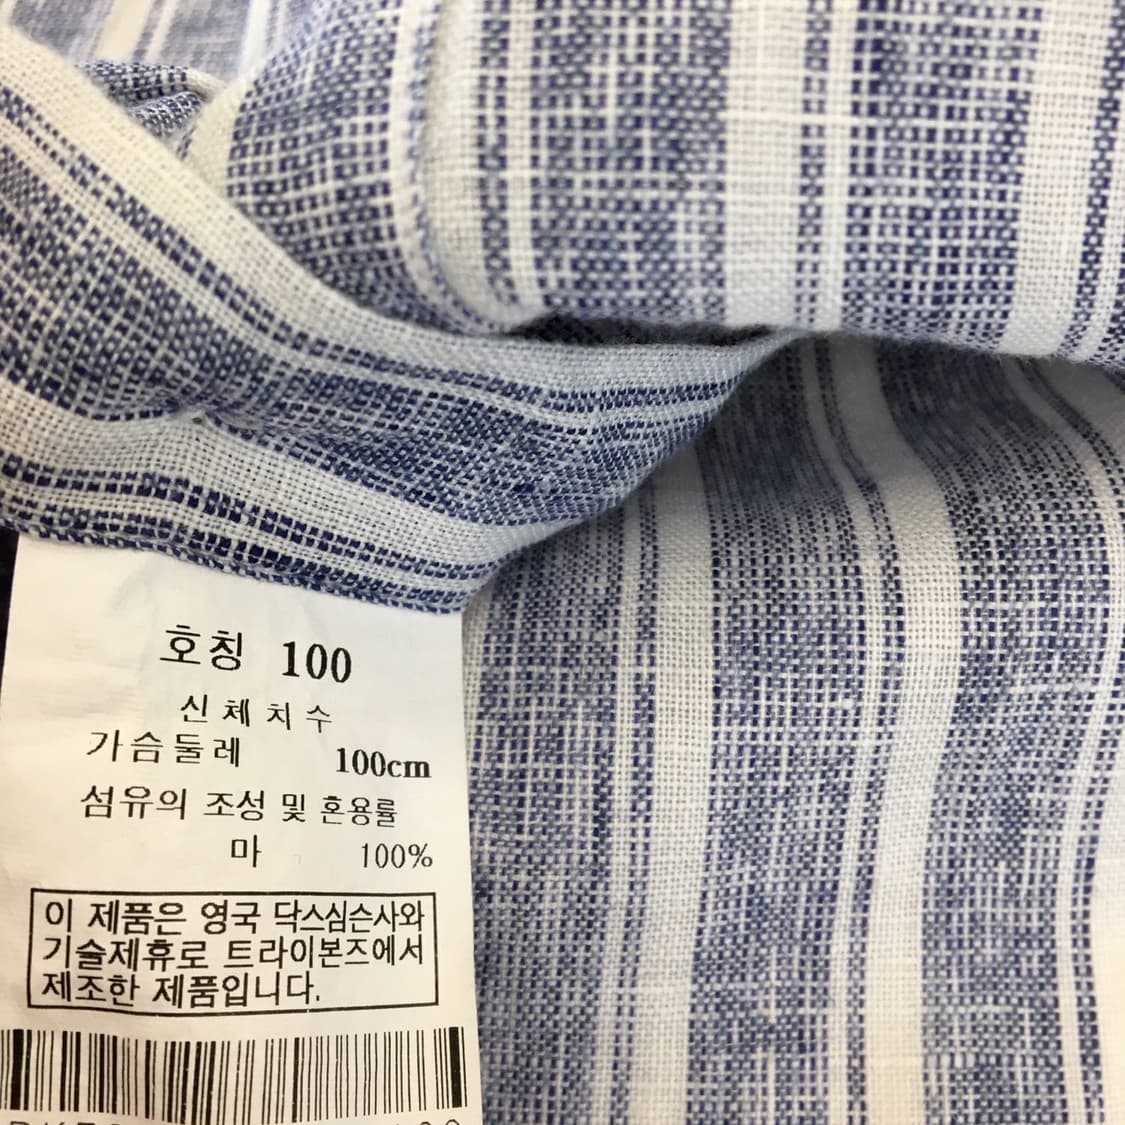 호칭 100
신체치수
가슴둘레 100cm
섬유의 조성 및 혼용률
마 100%
이 제품은 영국 닥스심슨사와
기술제휴로 트라이본즈에서
제조한 제품입니다.